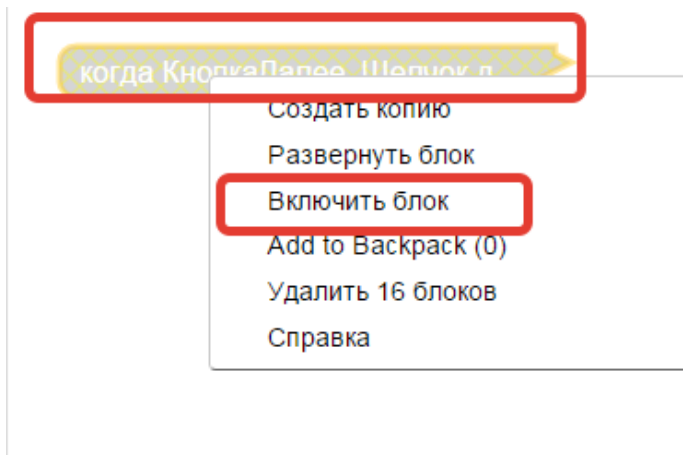 когда КнопкаДалее Щелчок д
Создать копию
Развернуть блок
Включить блок
Add to Backpack (0)
Удалить 16 блоков
Справка